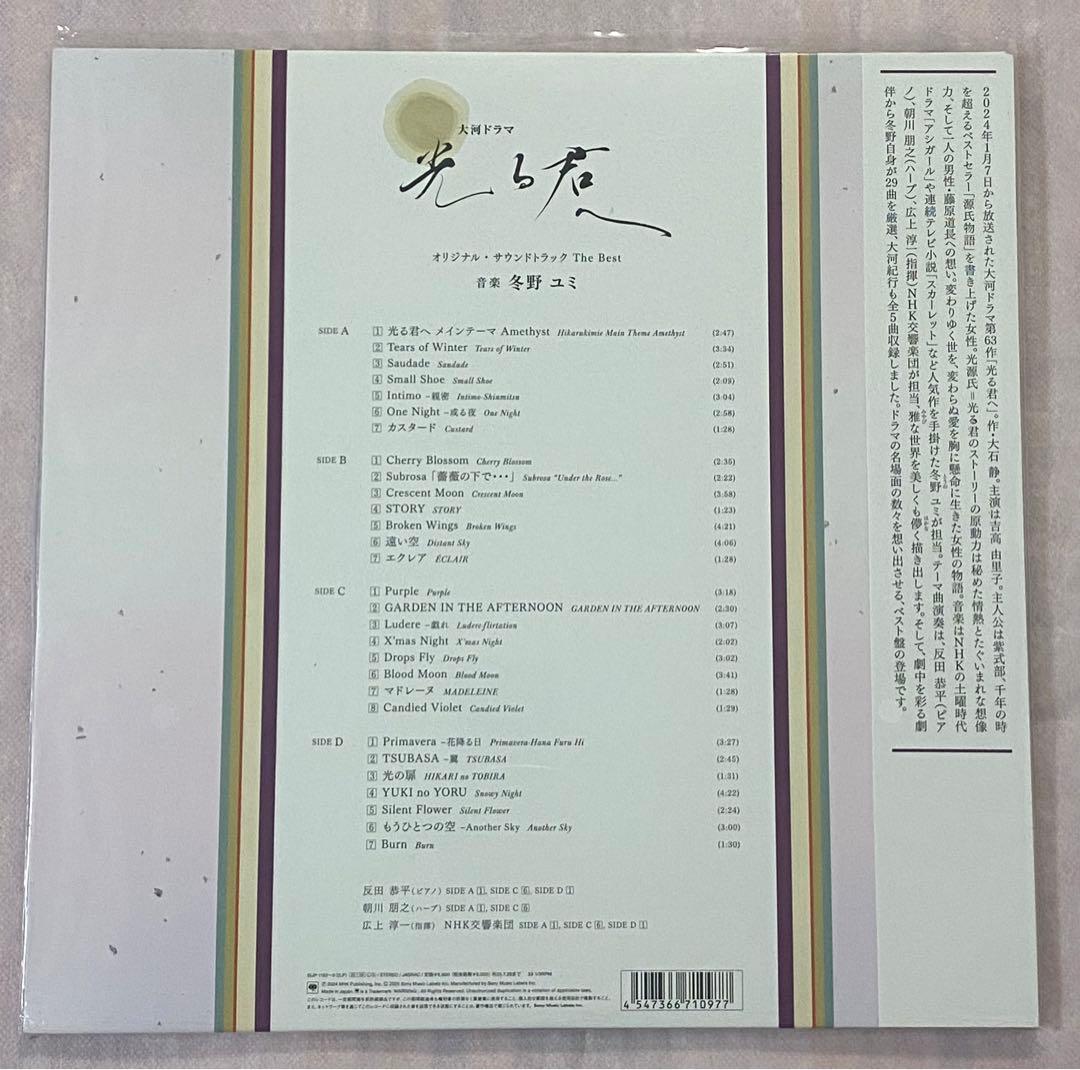 大河ドラマ
光る君へ
オリジナル・サウンドトラック The Best
音楽 冬野 ユミ
SIDE A 1 光る君へ メインテーマ Amethyst Hikarukimie Main Theme Amethyst (2:47)
2 Tears of Winter Tears of Winter (3:34)
3 Saudade Saudade (2:51)
4 Small Shoe Small Shoe (2:09)
5 Intimo –親密 Intimo-Shinmitsu (3:04)
6 One Night –或る夜 One Night (2:58)
7 カスタード Custard (1:28)
SIDE B 1 Cherry Blossom Cherry Blossom (2:35)
2 Subrosa「薔薇の下で・・・」 Subrosa "Under the Rose..." (2:22)
3 Crescent Moon Crescent Moon (3:58)
4 STORY STORY (1:23)
5 Broken Wings Broken Wings (4:21)
6 遠い空 Distant Sky (4:06)
7 エクレア ÉCLAIR (1:28)
SIDE C 1 Purple Purple (3:18)
2 GARDEN IN THE AFTERNOON GARDEN IN THE AFTERNOON (2:30)
3 Ludere –戯れ Ludere-flirtation (3:07)
4 X'mas Night X'mas Night (2:02)
5 Drops Fly Drops Fly (3:02)
6 Blood Moon Blood Moon (3:41)
7 マドレーヌ MADELEINE (1:28)
8 Candied Violet Candied Violet (1:29)
SIDE D 1 Primavera –花降る日 Primavera-Hana Furu Hi (3:27)
2 TSUBASA –翼 TSUBASA (2:45)
3 光の扉 HIKARI no TOBIRA (1:31)
4 YUKI no YORU Snowy Night (4:22)
5 Silent Flower Silent Flower (2:24)
6 もうひとつの空 –Another Sky Another Sky (3:00)
7 Burn Burn (1:30)
反田 恭平(ピアノ) SIDE A 1, SIDE C 6, SIDE D 1
朝川 朋之(ハープ) SIDE A 1, SIDE C 6
広上 淳一(指揮) NHK交響楽団 SIDE A 1, SIDE C 6, SIDE D 1
STEREO / JASRAC / 33 1/3RPM
Manufactured by Sony Music Labels Inc.
Made in Japan. is a Trademark WARNING: All Rights Reserved. Unauthorized duplication is a violation of applicable laws.
Sony Music Labels Inc.
4 547366 710977
2024年1月7日から放送された大河ドラマ第63作「光る君へ」。作・大石 静。主演は吉高 由里子。主人公は紫式部、千年の時
を超えるベストセラー「源氏物語」を書き上げた女性。光源氏＝光る君のストーリーの原動力は秘めた情熱とたぐいまれな想像
力、そして一人の男性・藤原道長への想い。変わりゆく世を、変わらぬ愛を胸に懸命に生きた女性の物語。音楽はNHKの土曜時代
ドラマ「アシガール」や連続テレビ小説「スカーレット」など人気作を手掛けた冬野 ユミが担当。テーマ曲演奏は、反田 恭平(ピア
ノ)、朝川 朋之(ハープ)、広上 淳一(指揮)NHK交響楽団が担当、雅な世界を美しくも儚く描き出します。そして、劇中を彩る劇
伴から冬野自身が29曲を厳選、大河紀行も全5曲収録しました。ドラマの名場面の数々を想い出させる、ベスト盤の登場です。